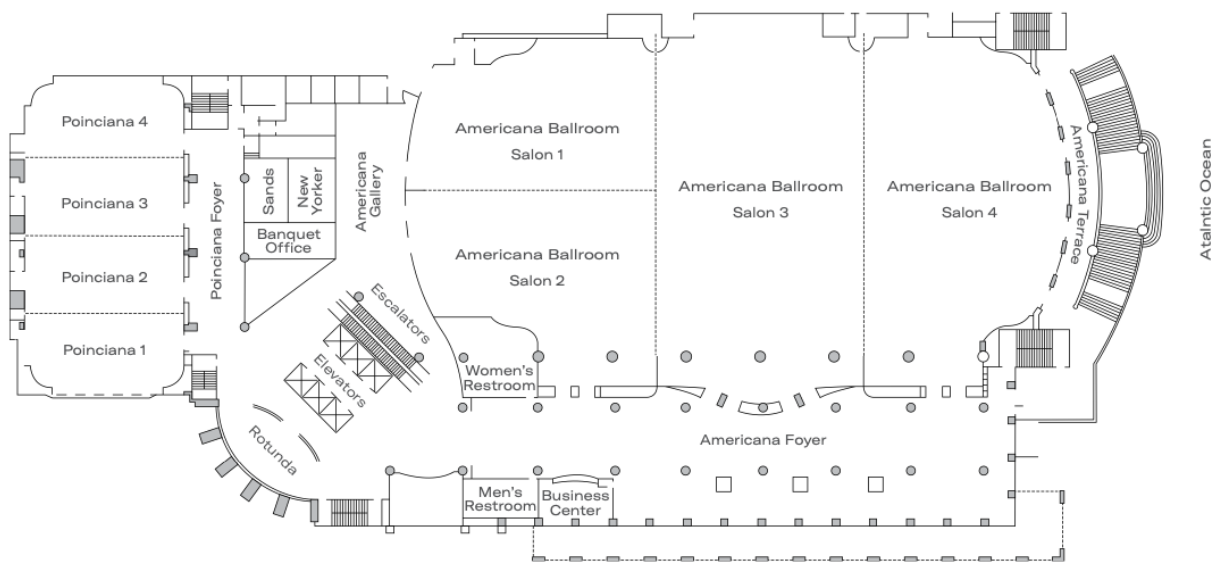 Poinciana 4
Poinciana 3
Poinciana 2
Poinciana 1
Poinciana Foyer
Sands
New
Yorker
Banquet
Office
Americana
Gallery
Escalators
Elevators
Rotunda
Americana Ballroom
Salon 1
Americana Ballroom
Salon 2
Americana Ballroom
Salon 3
Americana Ballroom
Salon 4
Americana Terrace
Atalntic Ocean
Women's
Restroom
Americana Foyer
Men's
Restroom
Business
Center